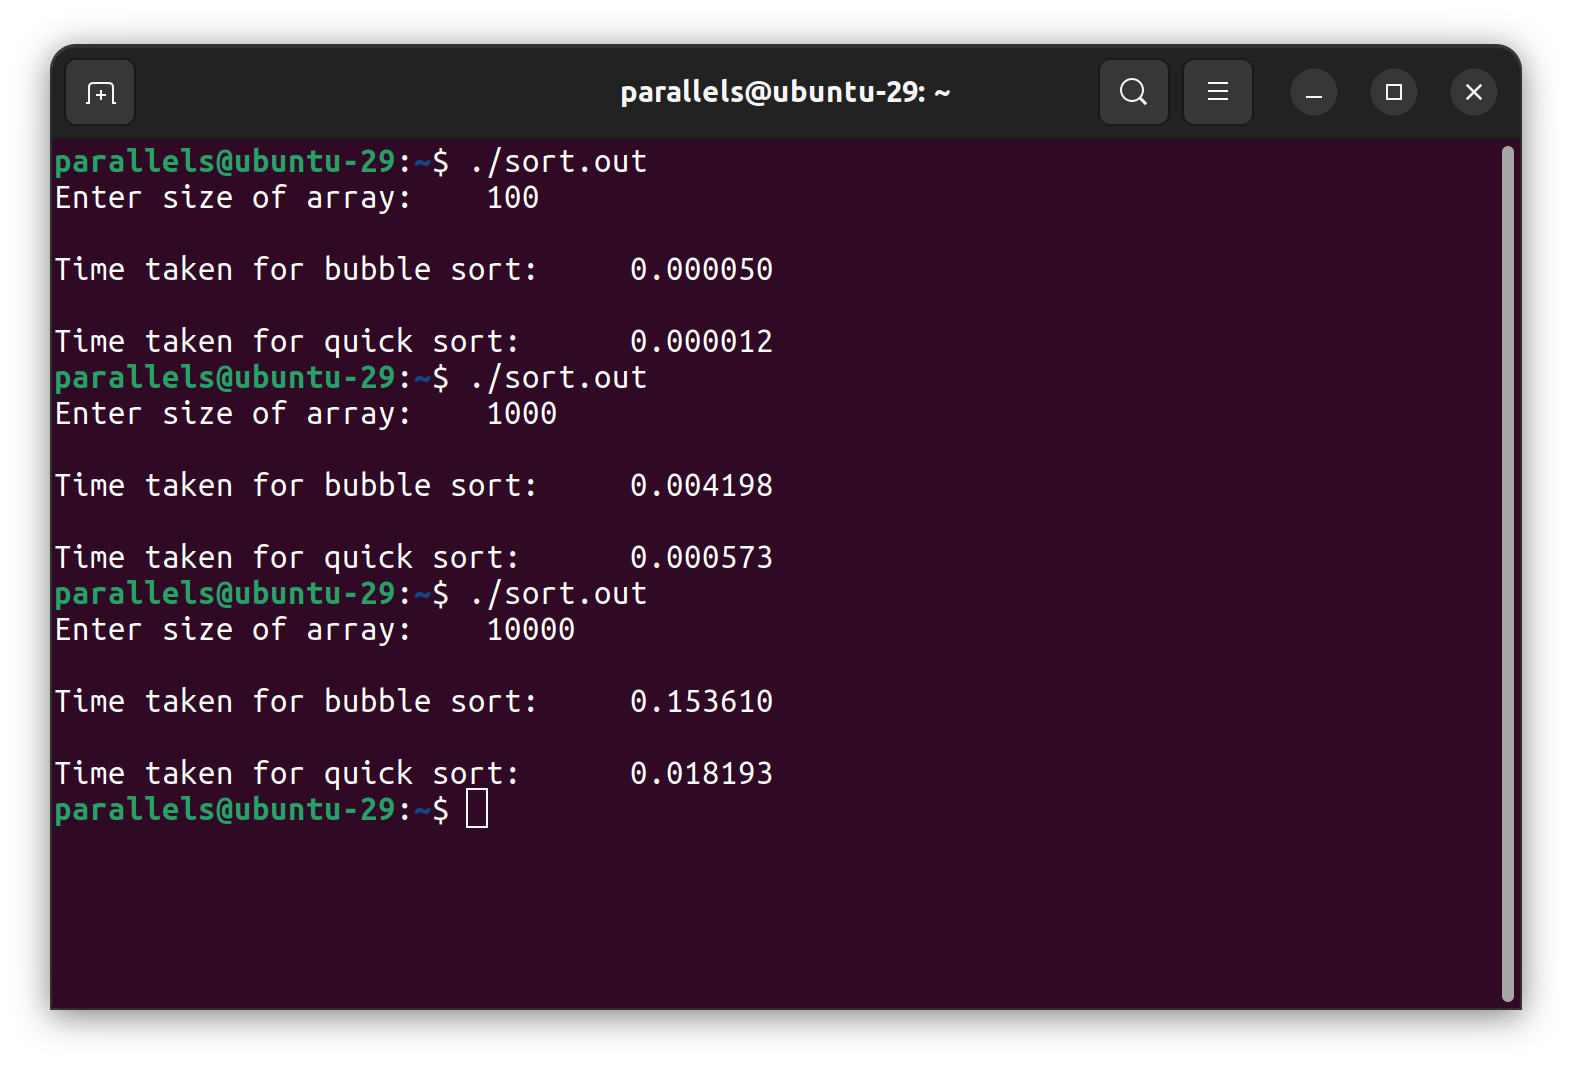 parallels@ubuntu-29: ~
parallels@ubuntu-29:~$ ./sort.out
Enter size of array:    100
Time taken for bubble sort:     0.000050
Time taken for quick sort:      0.000012
parallels@ubuntu-29:~$ ./sort.out
Enter size of array:    1000
Time taken for bubble sort:     0.004198
Time taken for quick sort:      0.000573
parallels@ubuntu-29:~$ ./sort.out
Enter size of array:    10000
Time taken for bubble sort:     0.153610
Time taken for quick sort:      0.018193
parallels@ubuntu-29:~$